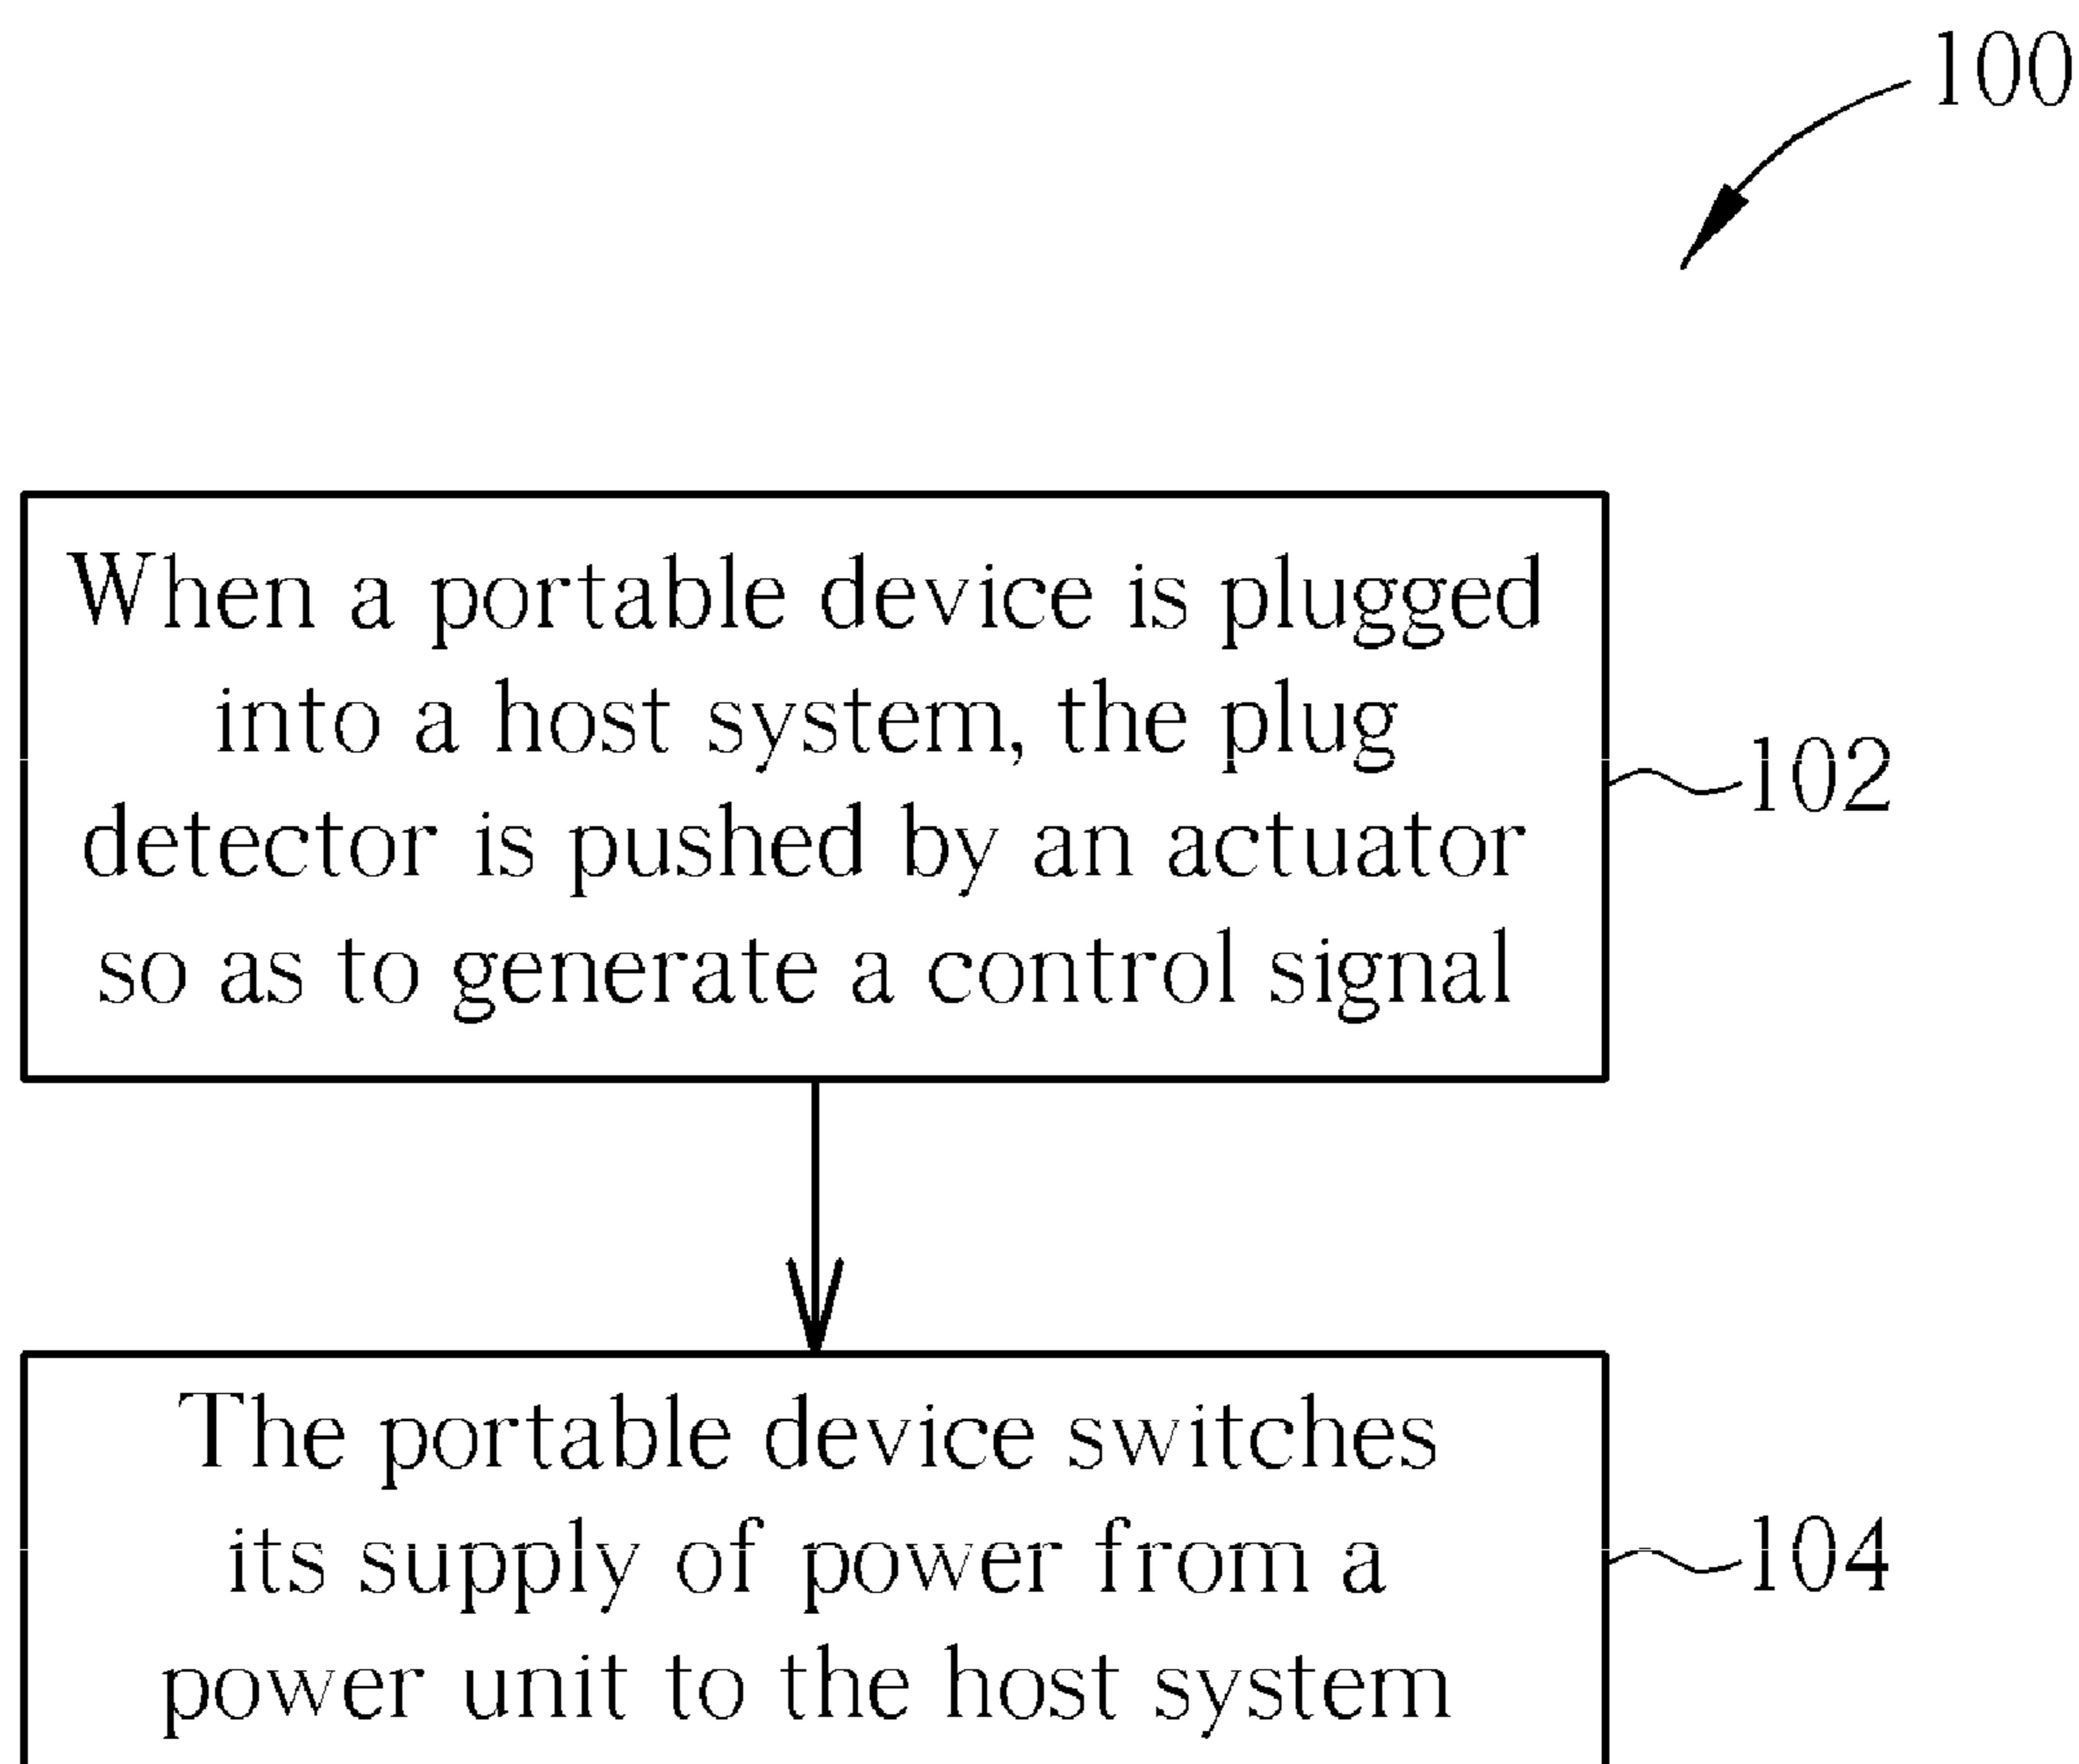 100
When a portable device is plugged
into a host system, the plug
detector is pushed by an actuator
so as to generate a control signal
102
The portable device switches
its supply of power from a
power unit to the host system
104